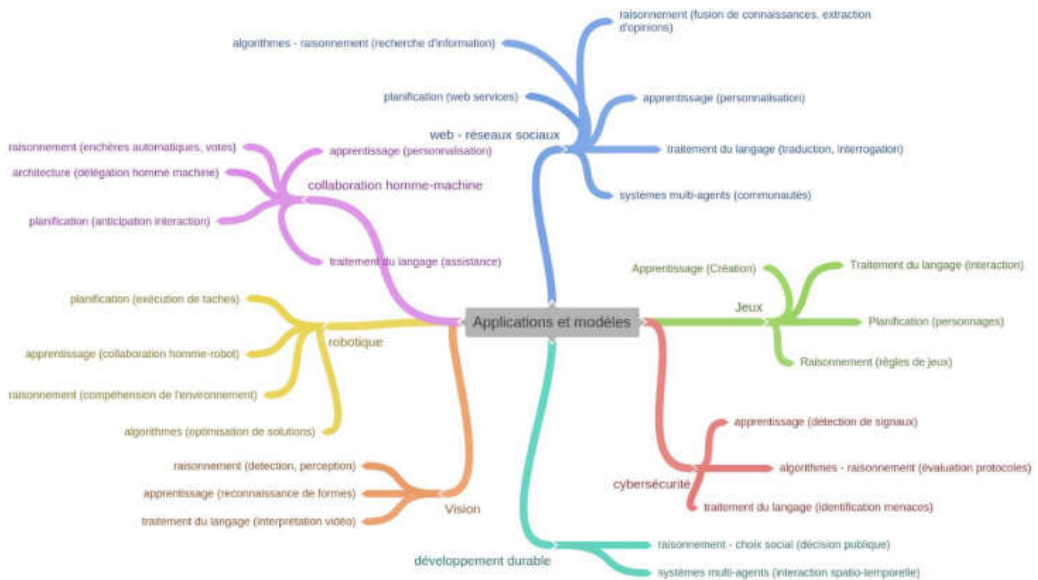 raisonnement (fusion de connaissances, extraction
d'opinions)
algorithmes - raisonnement (recherche d'information)
planification (web services)
apprentissage (personnalisation)
web - réseaux sociaux
traitement du langage (traduction, interrogation)
systèmes multi-agents (communautés)
raisonnement (enchères automatiques, votes)
apprentissage (personnalisation)
architecture (délégation homme machine)
collaboration homme-machine
planification (anticipation interaction)
traitement du langage (assistance)
Apprentissage (Création)
Traitement du langage (Interaction)
Jeux
Planification (personnages)
Raisonnement (règles de jeux)
Applications et modèles
planification (exécution de taches)
robotique
apprentissage (collaboration homme-robot)
raisonnement (compéhension de l'environnement)
algorithmes (optimisation de solutions)
apprentissage (détection de signaux)
algorithmes - raisonnement (évaluation protocoles)
cybersécurité
traitement du langage (identification menaces)
raisonnement (detection, perception)
apprentissage (reconnaissance de formes)
Vision
traitement du langage (interprétation vidéo)
développement durable
raisonnement - choix social (décision publique)
systèmes multi-agents (interaction spatio-temporelle)